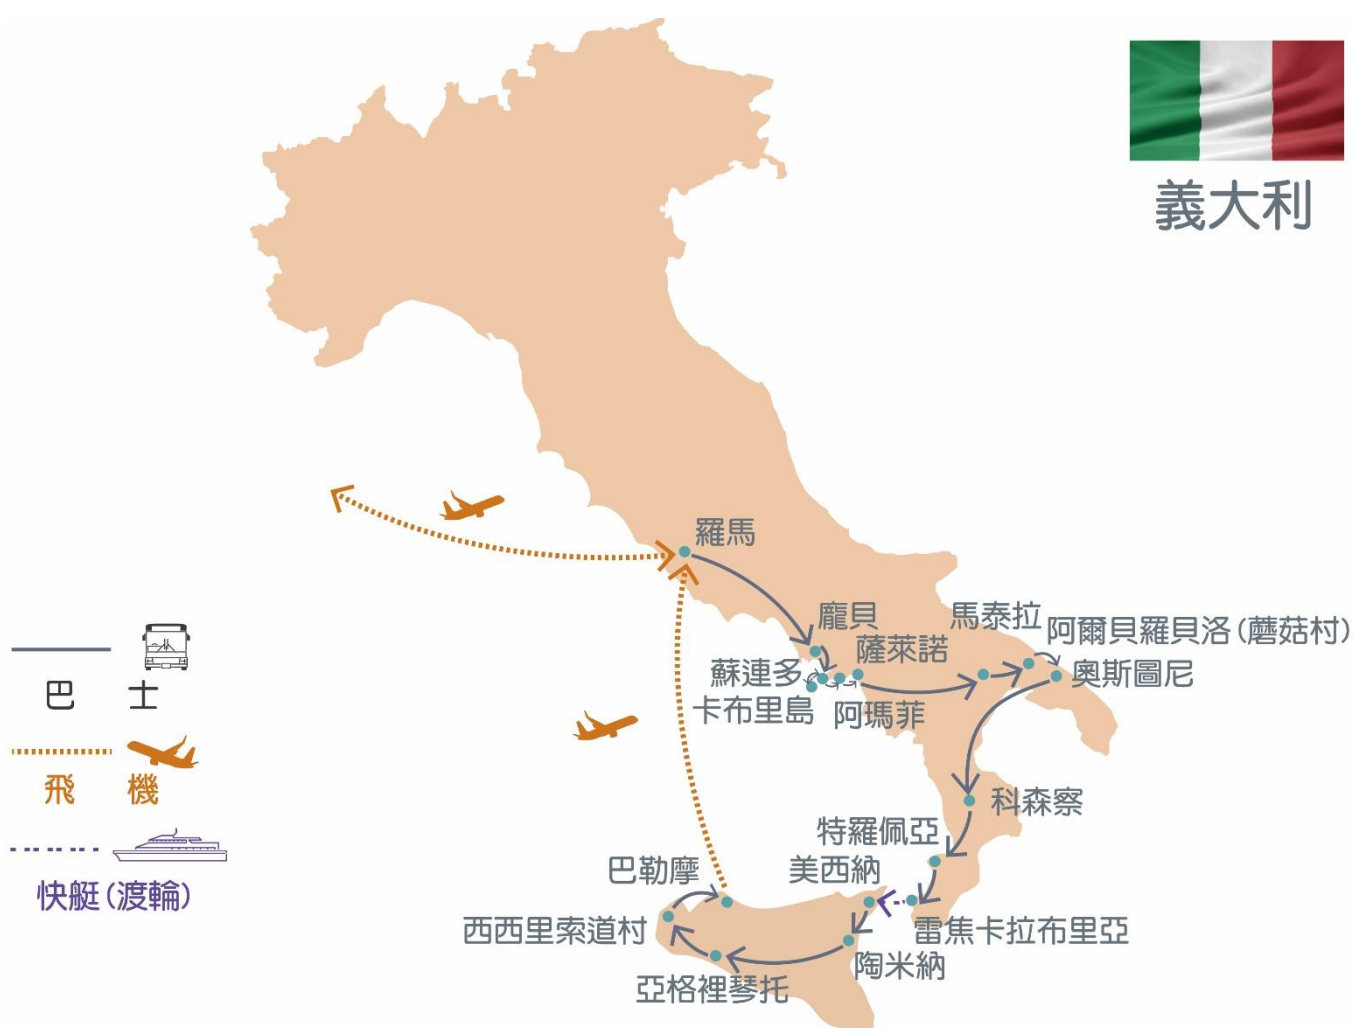 義大利
羅馬
龐貝
馬泰拉
阿爾貝羅貝洛(蘑菇村)
薩萊諾
蘇連多
奧斯圖尼
卡布里島
阿瑪菲
巴士
飛機
科森察
特羅佩亞
巴勒摩
美西納
快艇(渡輪)
西西里索道村
雷焦卡拉布里亞
陶米納
亞格裡琴托